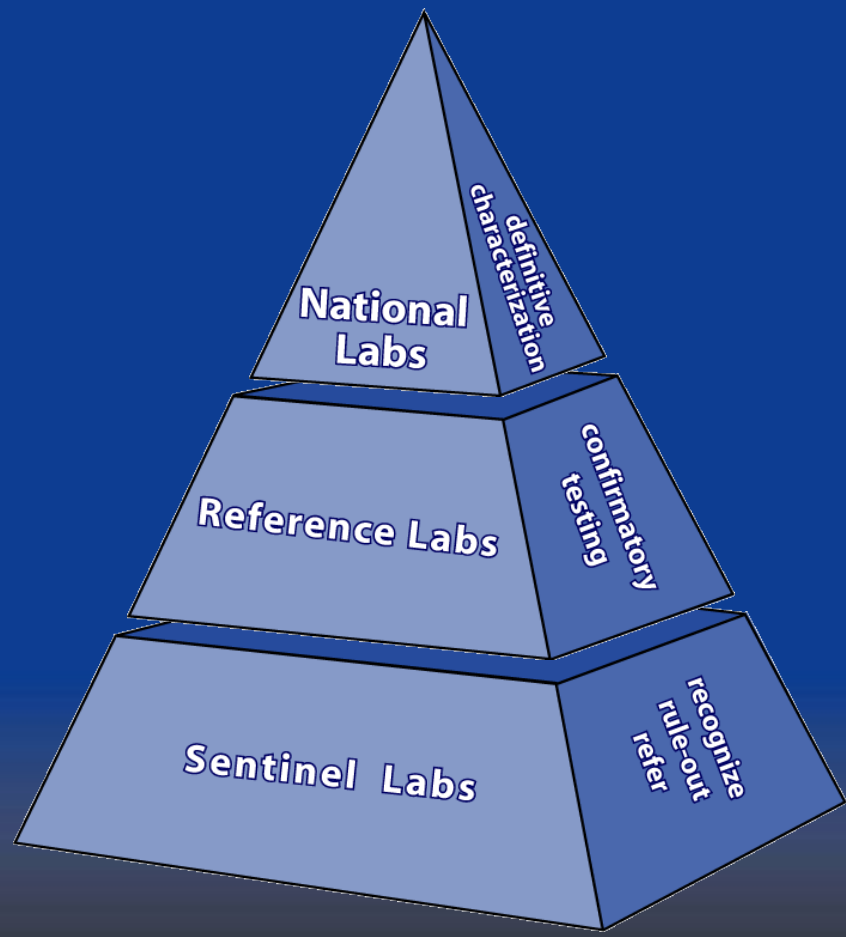 National
Labs
definitive
characterization
Reference Labs
confirmatory
testing
Sentinel Labs
recognize
rule-out
refer